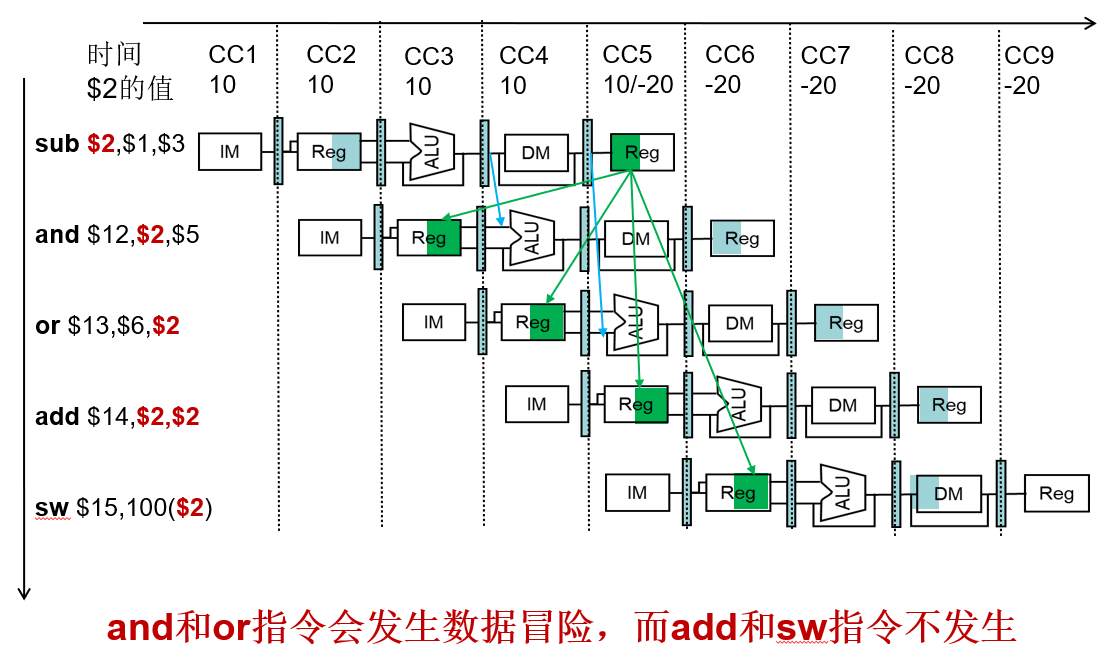 时间 CC1 CC2 CC3 CC4 CC5 CC6 CC7 CC8 CC9
$2的值 10 10 10 10 10/-20 -20 -20 -20 -20
sub $2,$1,$3 IM Reg ALU DM Reg
and $12,$2,$5 IM Reg ALU DM Reg
or $13,$6,$2 IM Reg ALU DM Reg
add $14,$2,$2 IM Reg ALU DM Reg
sw $15,100($2) IM Reg ALU DM Reg
and和or指令会发生数据冒险，而add和sw指令不发生